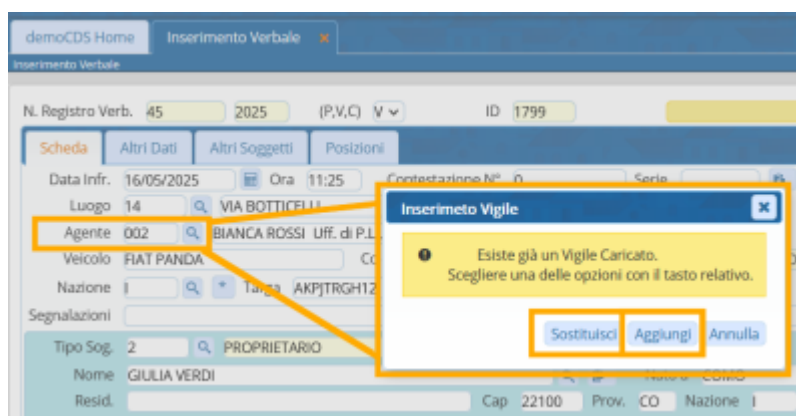 demoCDS Home Inserimento Verbale ×
Inserimento Verbale
N. Registro Verb. 45 2025 (P,V,C) V ID 1799
Scheda Altri Dati Altri Soggetti Posizioni
Data Infr. 16/05/2025 Ora 11:25 Contestazione N° 0 Serie
Luogo 14 VIA BOTTICELLI
Agente 002 BIANCA ROSSI Uff. di P.L.
Veicolo FIAT PANDA
Nazione I * Targa AKPJTRGH12
Segnalazioni
Inserimeto Vigile ×
Esiste già un Vigile Caricato.
Scegliere una delle opzioni con il tasto relativo.
Sostituisci Aggiungi Annulla
Tipo Sog. 2 PROPRIETARIO
Nome GIULIA VERDI Nato a COMO
Resid. Cap 22100 Prov. CO Nazione I